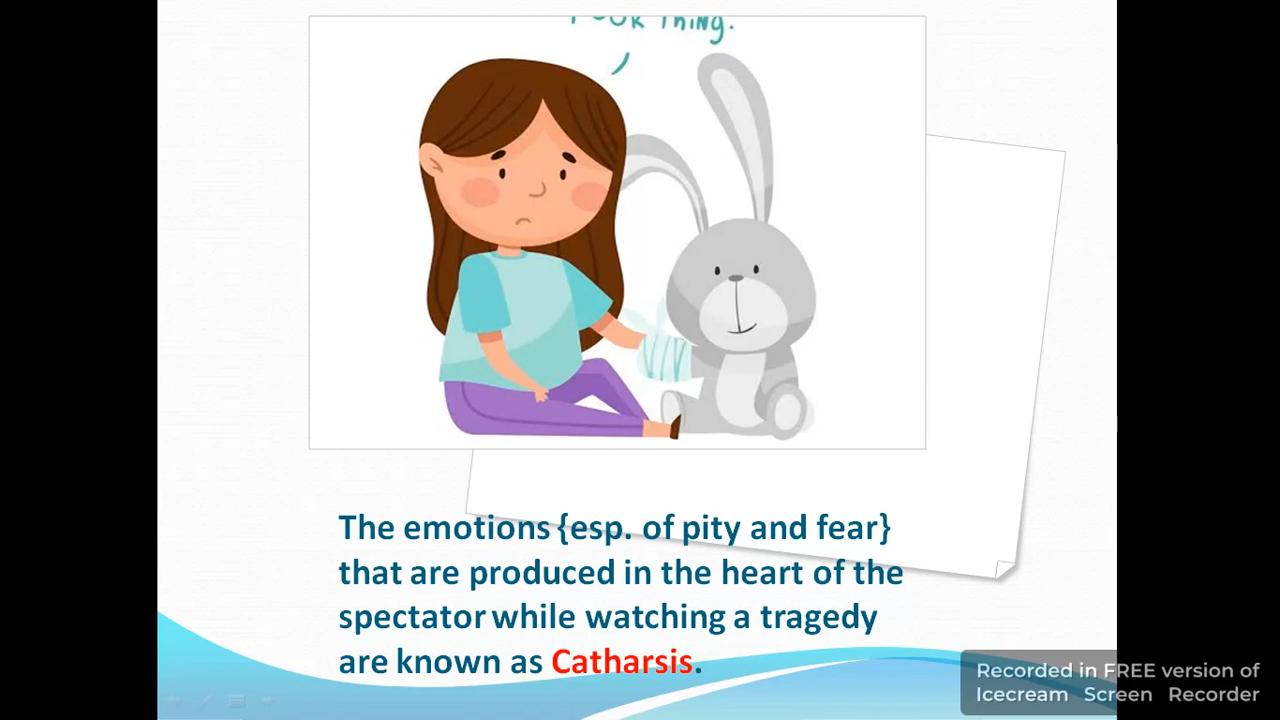 THiNg.
The emotions {esp. of pity and fear}
that are produced in the heart of the
spectator while watching a tragedy
are known as Catharsis.
Recorded in FREE version of
Icecream Screen Recorder